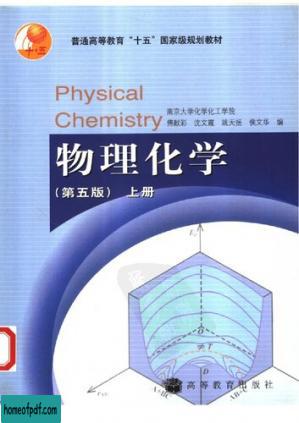 普通高等教育“十五”国家级规划教材
Physical
Chemistry
南京大学化学化工学院
傅献彩 沈文霞 姚天扬 侯文华 编
物理化学
(第五版) 上册
高等教育出版社
homeofpdf.com